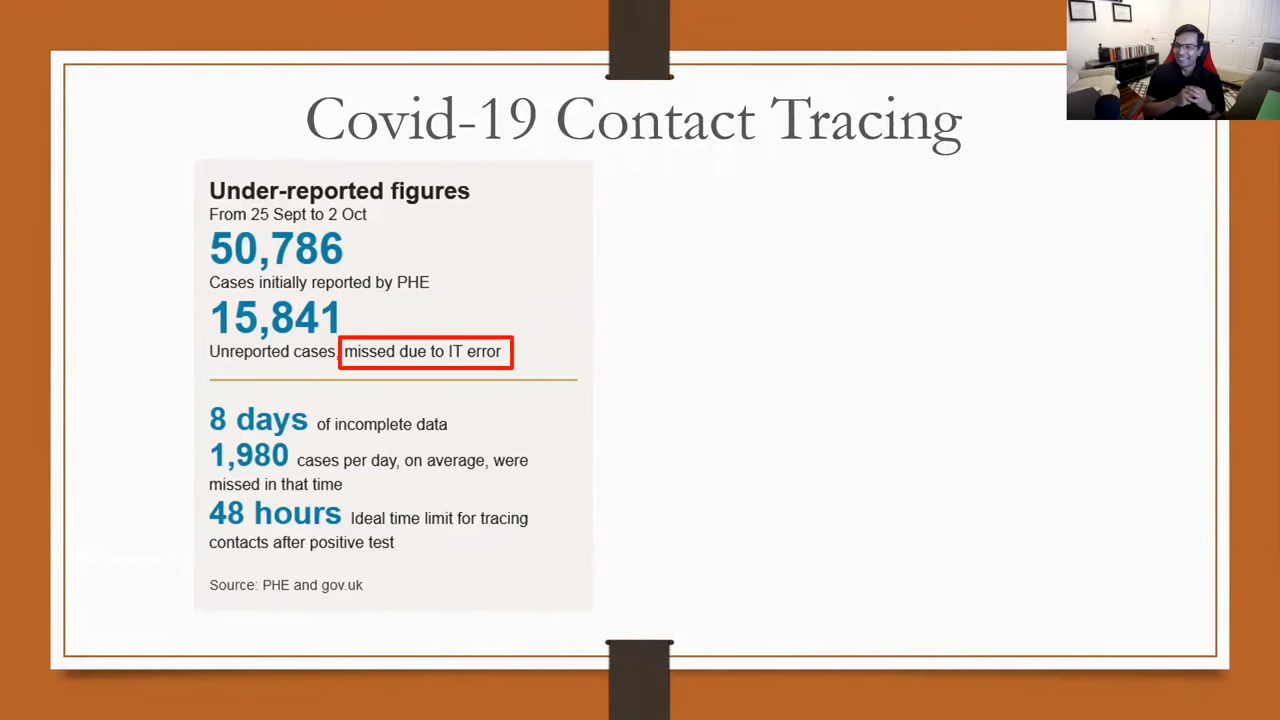 Covid-19 Contact Tracing
Under-reported figures
From 25 Sept to 2 Oct
50,786
Cases initially reported by PHE
15,841
Unreported cases, missed due to IT error
8 days of incomplete data
1,980 cases per day, on average, were
missed in that time
48 hours Ideal time limit for tracing
contacts after positive test
Source: PHE and gov.uk